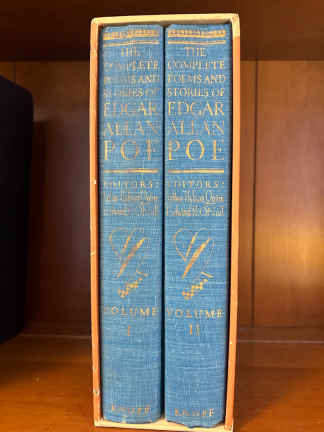 THE
COMPLETE
POEMS AND
STORIES OF
EDGAR
ALLAN
POE
EDITORS:
VOLUME
I
KNOPF
THE
COMPLETE
POEMS AND
STORIES OF
EDGAR
ALLAN
POE
EDITORS:
VOLUME
II
KNOPF